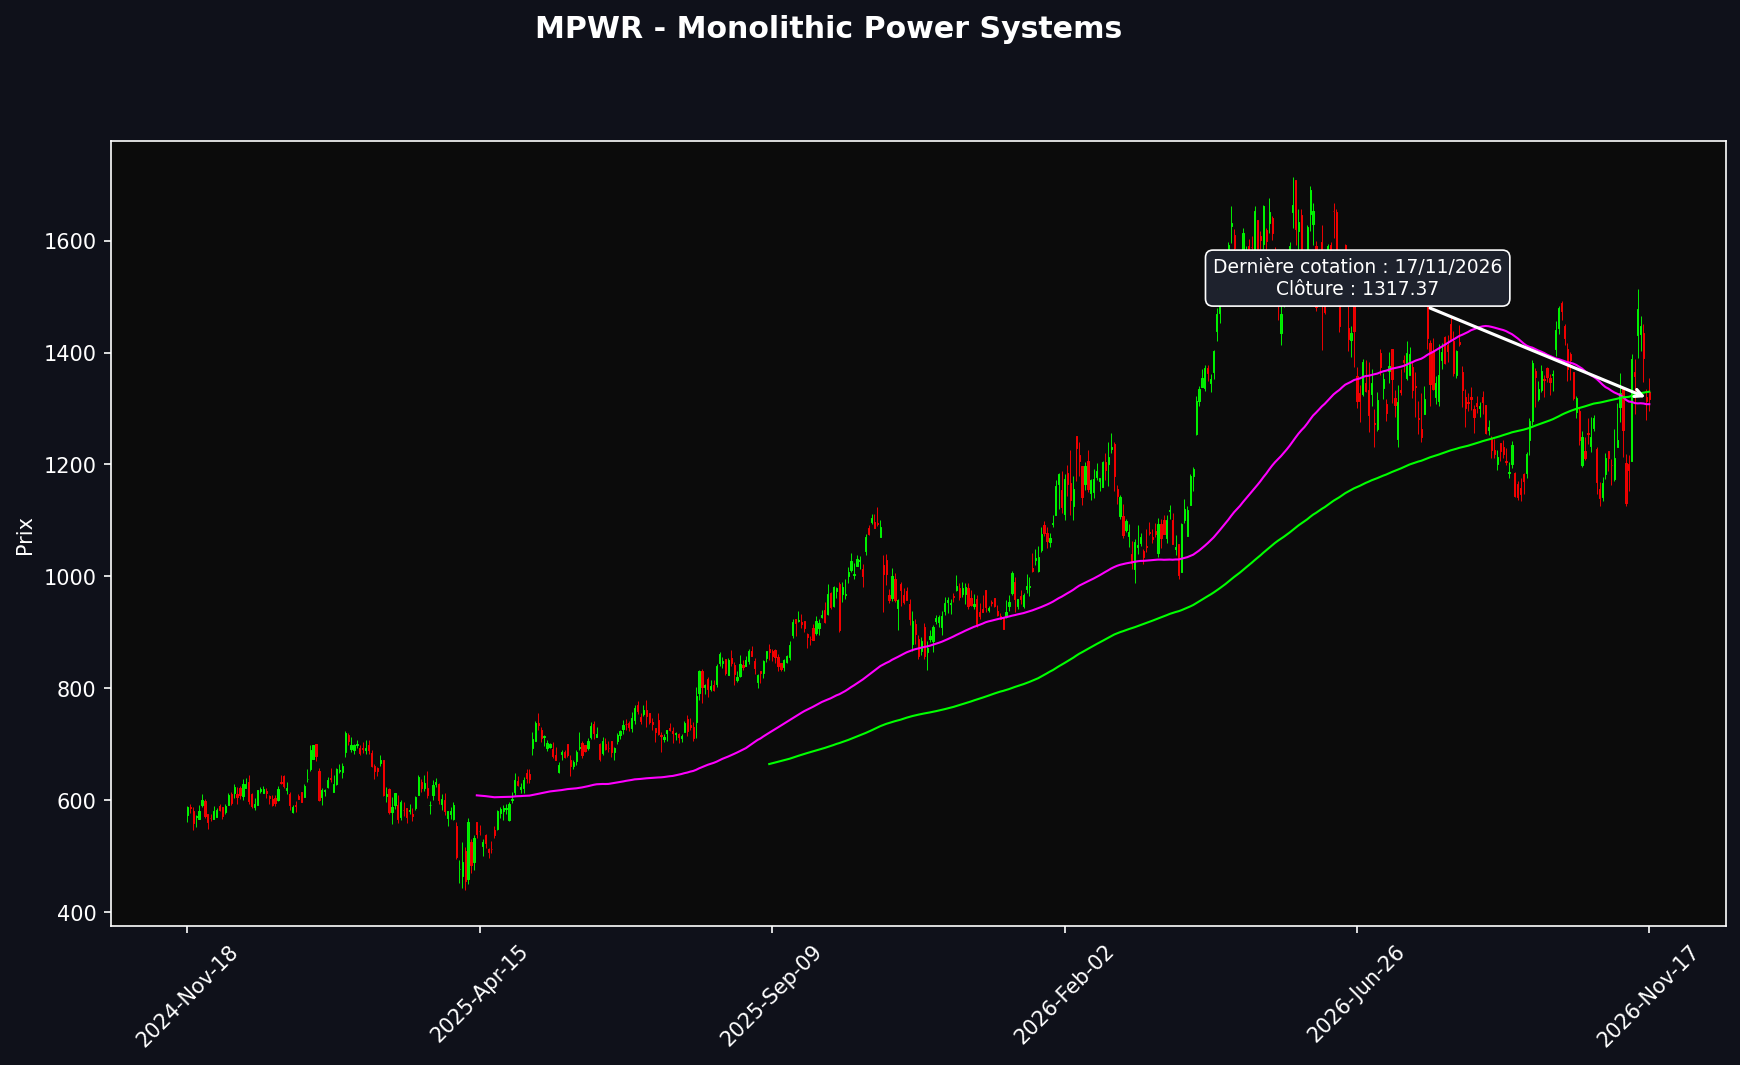 MPWR - Monolithic Power Systems
Dernière cotation : 17/11/2026
Clôture : 1317.37
Prix
1600
1400
1200
1000
800
600
400
2024-Nov-18
2025-Apr-15
2025-Sep-09
2026-Feb-02
2026-Jun-26
2026-Nov-17